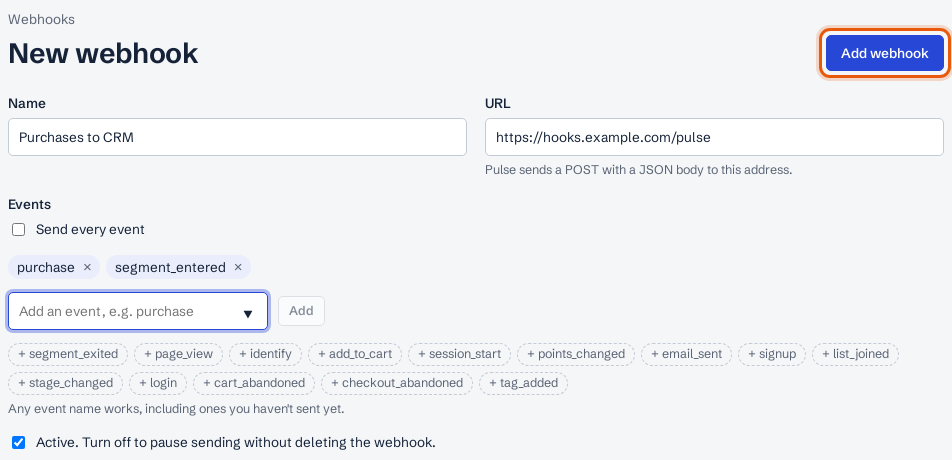 Webhooks
New webhook
Add webhook
Name
URL
Purchases to CRM
https://hooks.example.com/pulse
Pulse sends a POST with a JSON body to this address.
Events
Send every event
purchase × segment_entered ×
Add an event, e.g. purchase
Add
+ segment_exited + page_view + identify + add_to_cart + session_start + points_changed + email_sent + signup + list_joined
+ stage_changed + login + cart_abandoned + checkout_abandoned + tag_added
Any event name works, including ones you haven't sent yet.
Active. Turn off to pause sending without deleting the webhook.